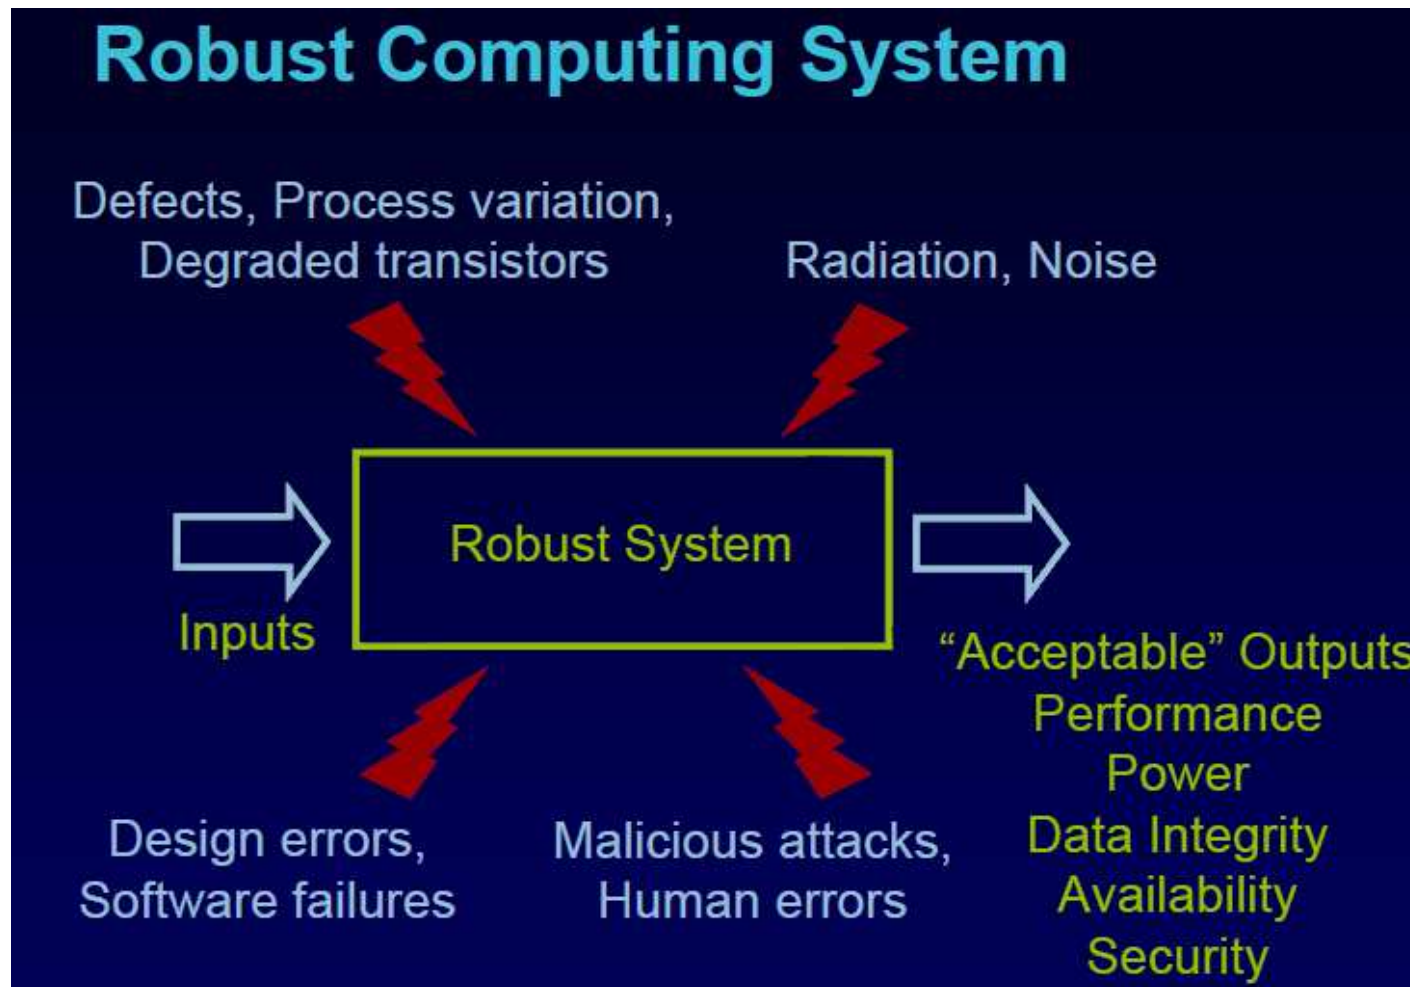 Robust Computing System
Defects, Process variation,
Degraded transistors
Radiation, Noise
Robust System
Inputs
“Acceptable” Outputs
Performance
Power
Data Integrity
Availability
Security
Design errors,
Software failures
Malicious attacks,
Human errors